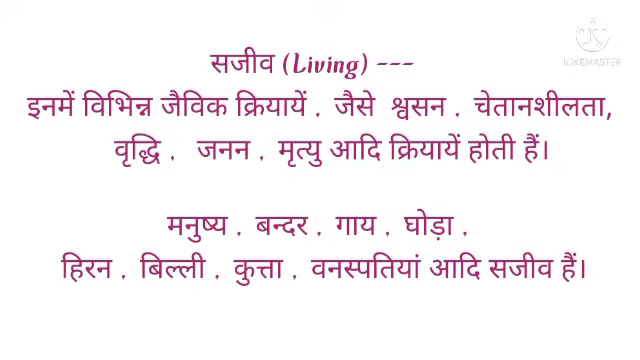 KINEMASTER
सजीव (Living) ---
इनमें विभिन्न जैविक क्रियायें , जैसे श्वसन , चेतानशीलता,
वृद्धि , जनन , मृत्यु आदि क्रियायें होती हैं।
मनुष्य , बन्दर , गाय , घोड़ा ,
हिरन , बिल्ली , कुत्ता , वनस्पतियां आदि सजीव हैं।